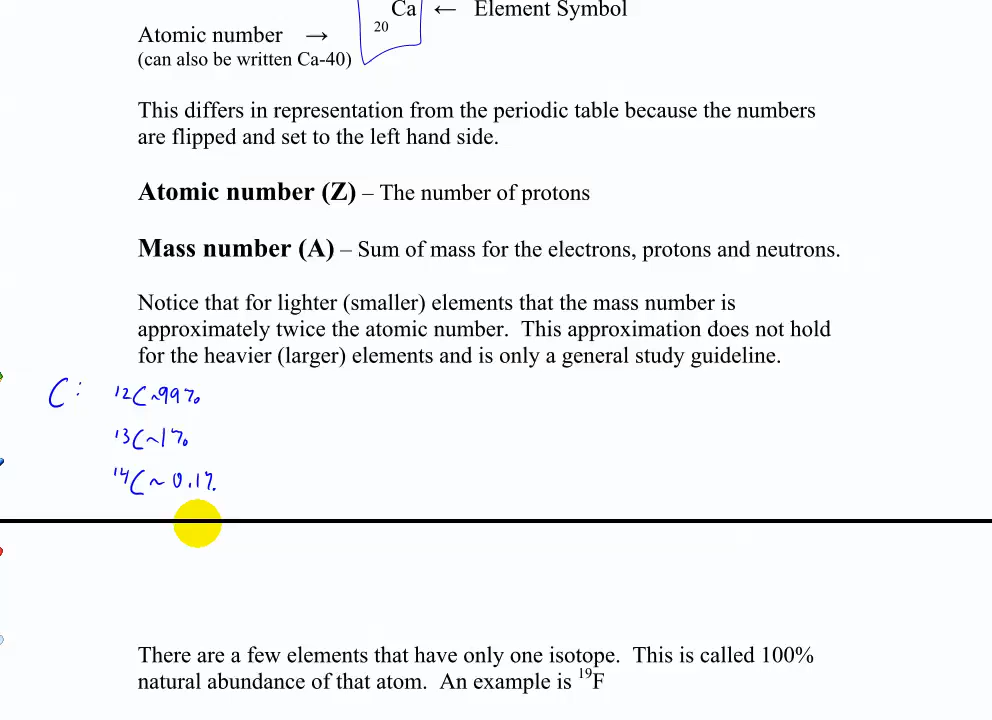 Ca ← Element Symbol
20
Atomic number →
(can also be written Ca-40)
This differs in representation from the periodic table because the numbers
are flipped and set to the left hand side.
Atomic number (Z) – The number of protons
Mass number (A) – Sum of mass for the electrons, protons and neutrons.
Notice that for lighter (smaller) elements that the mass number is
approximately twice the atomic number. This approximation does not hold
for the heavier (larger) elements and is only a general study guideline.
C: ¹²C ~99%
¹³C ~1%
¹⁴C ~ 0.1%
There are a few elements that have only one isotope. This is called 100%
natural abundance of that atom. An example is ¹⁹F